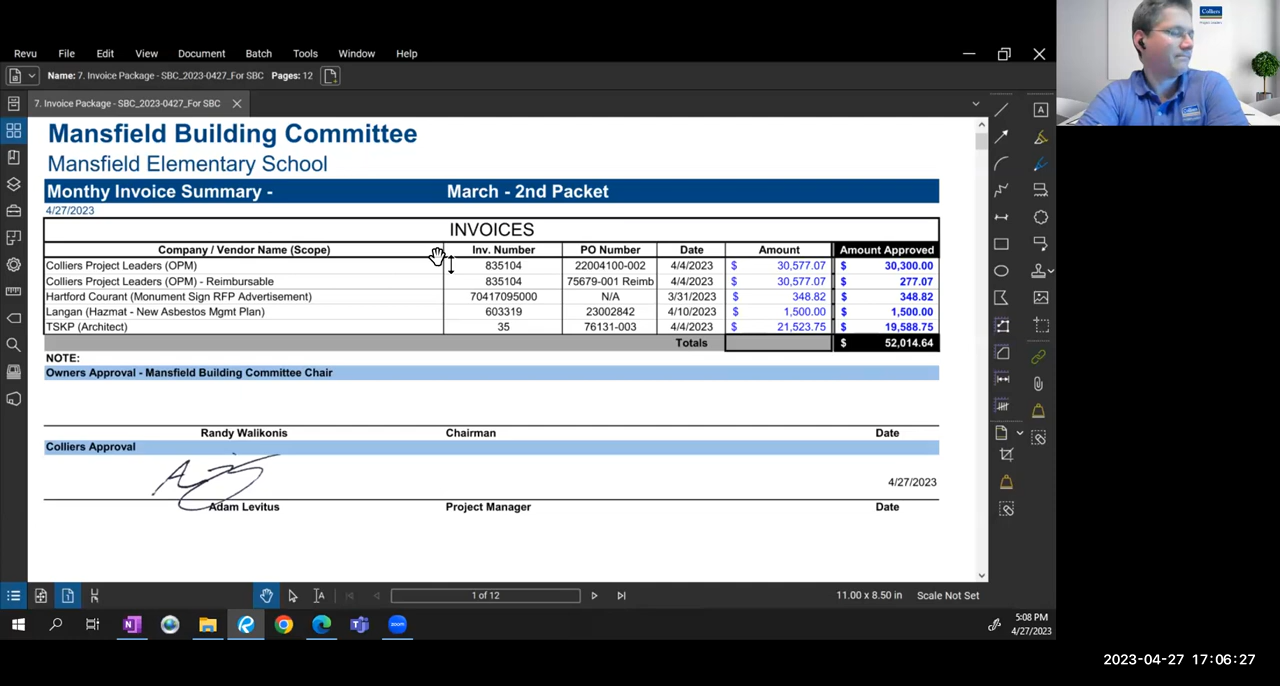 Colliers
Project Leaders
Revu File Edit View Document Batch Tools Window Help
Name: 7. Invoice Package - SBC_2023-0427_For SBC Pages: 12
7. Invoice Package - SBC_2023-0427_For SBC
Mansfield Building Committee
Mansfield Elementary School
Monthy Invoice Summary - March - 2nd Packet
4/27/2023
INVOICES
Company / Vendor Name (Scope) Inv. Number PO Number Date Amount Amount Approved
Colliers Project Leaders (OPM) 835104 22004100-002 4/4/2023 $ 30,577.07 $ 30,300.00
Colliers Project Leaders (OPM) - Reimbursable 835104 75679-001 Reimb 4/4/2023 $ 30,577.07 $ 277.07
Hartford Courant (Monument Sign RFP Advertisement) 70417095000 N/A 3/31/2023 $ 348.82 $ 348.82
Langan (Hazmat - New Asbestos Mgmt Plan) 603319 23002842 4/10/2023 $ 1,500.00 $ 1,500.00
TSKP (Architect) 35 76131-003 4/4/2023 $ 21,523.75 $ 19,588.75
Totals $ 52,014.64
NOTE:
Owners Approval - Mansfield Building Committee Chair
Randy Walikonis Chairman Date
Colliers Approval
4/27/2023
Adam Levitus Project Manager Date
1 of 12 11.00 x 8.50 in Scale Not Set
5:08 PM
4/27/2023
2023-04-27 17:06:27